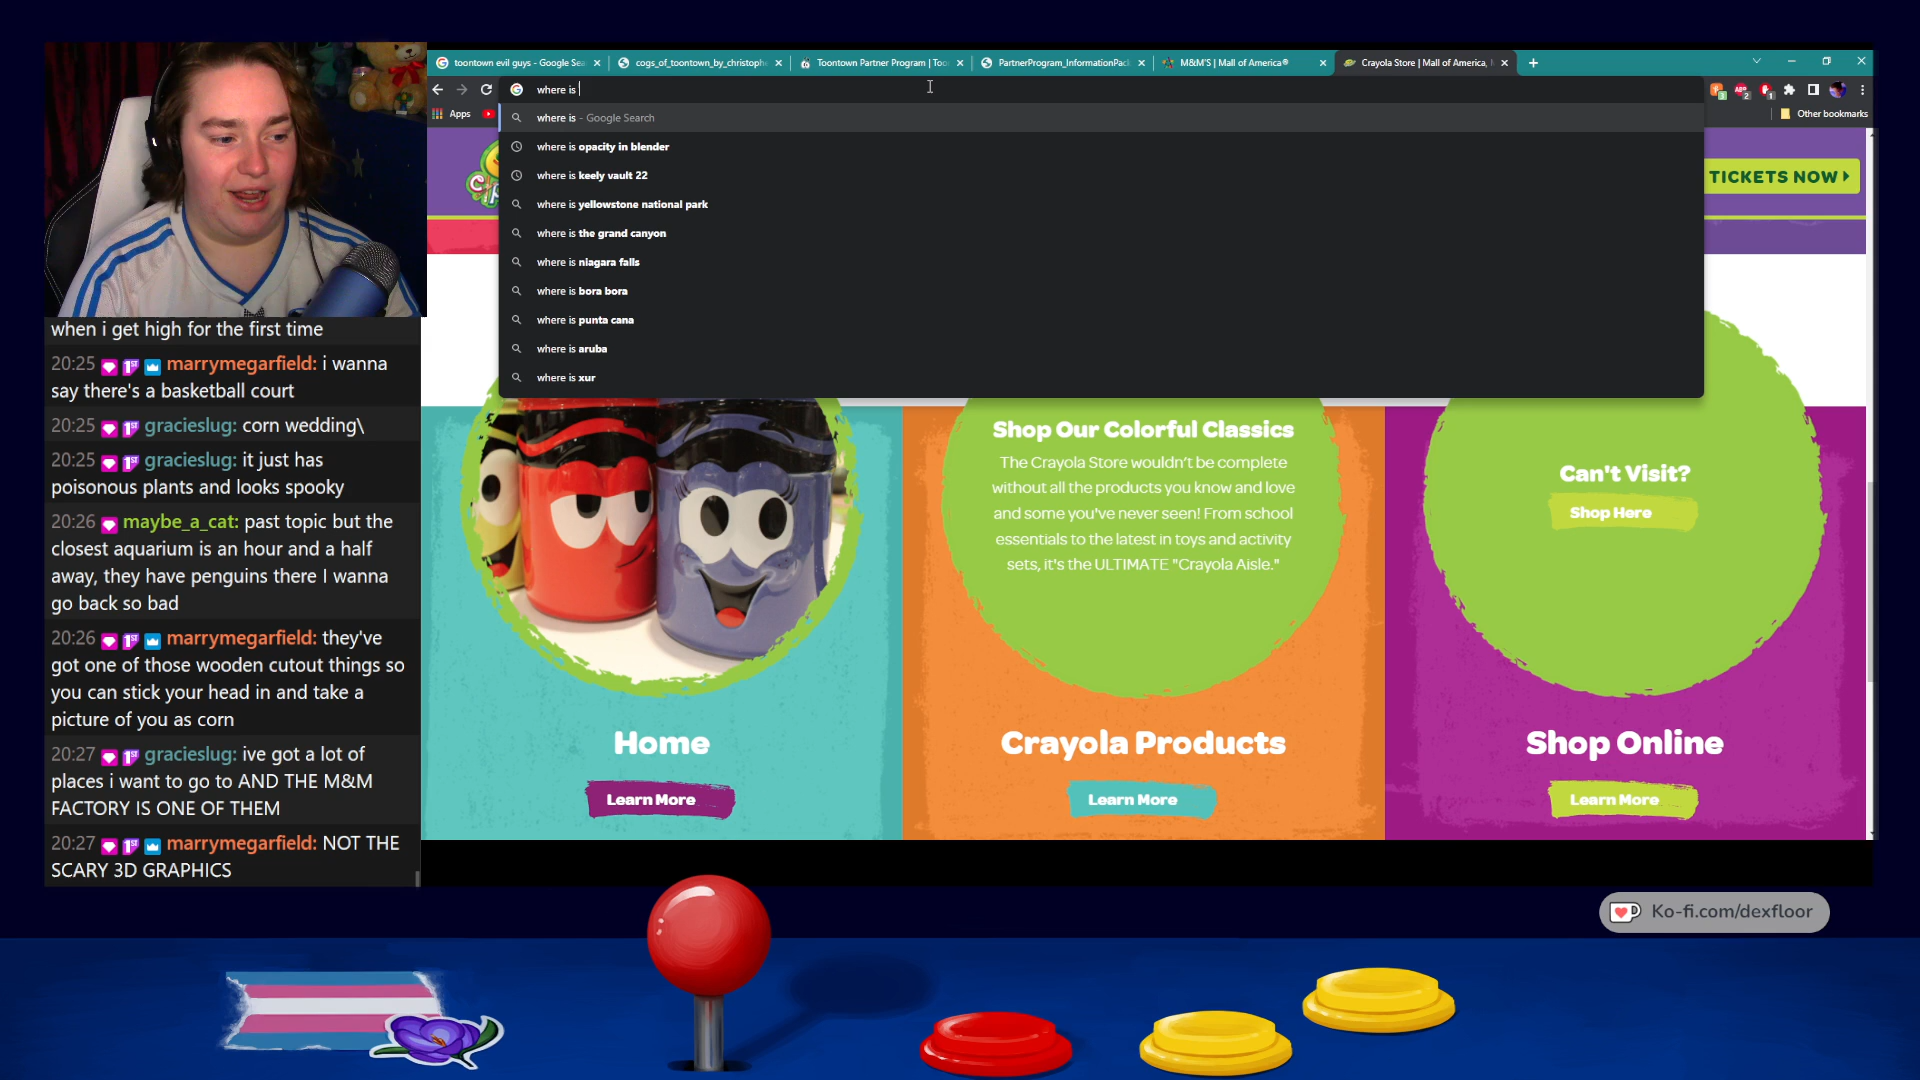 toontown evil guys - Google Sea
cogs_of_toontown_by_christophe
Toontown Partner Program | Too
PartnerProgram_InformationPac
M&M'S | Mall of America®
Crayola Store | Mall of America,
where is
Apps
Other bookmarks
where is - Google Search
where is opacity in blender
where is keely vault 22
where is yellowstone national park
where is the grand canyon
where is niagara falls
where is bora bora
where is punta cana
where is aruba
where is xur
TICKETS NOW
when i get high for the first time
20:25 marrymegarfield: i wanna
say there's a basketball court
20:25 gracieslug: corn wedding\
20:25 gracieslug: it just has
poisonous plants and looks spooky
20:26 maybe_a_cat: past topic but the
closest aquarium is an hour and a half
away, they have penguins there I wanna
go back so bad
20:26 marrymegarfield: they've
got one of those wooden cutout things so
you can stick your head in and take a
picture of you as corn
20:27 gracieslug: ive got a lot of
places i want to go to AND THE M&M
FACTORY IS ONE OF THEM
20:27 marrymegarfield: NOT THE
SCARY 3D GRAPHICS
Shop Our Colorful Classics
The Crayola Store wouldn't be complete
without all the products you know and love
and some you've never seen! From school
essentials to the latest in toys and activity
sets, it's the ULTIMATE "Crayola Aisle."
Can't Visit?
Shop Here
Home
Learn More
Crayola Products
Learn More
Shop Online
Learn More
Ko-fi.com/dexfloor